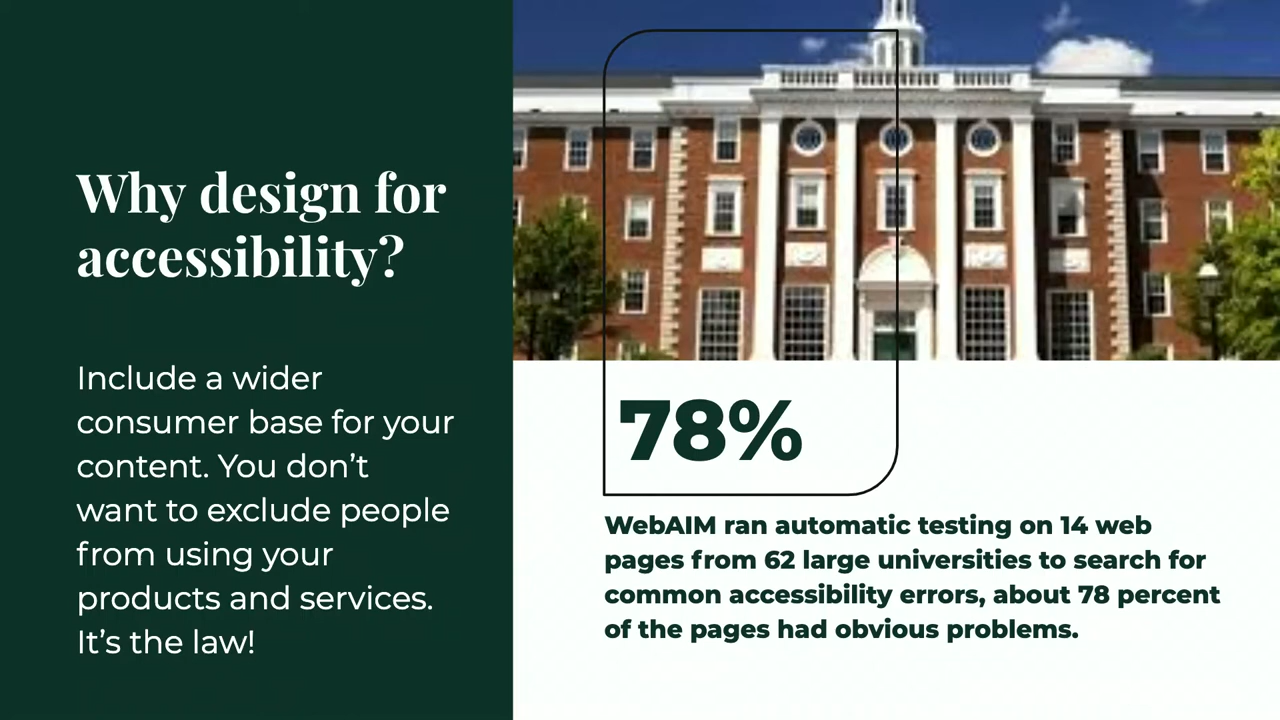 Why design for
accessibility?
Include a wider
consumer base for your
content. You don’t
want to exclude people
from using your
products and services.
It’s the law!
78%
WebAIM ran automatic testing on 14 web
pages from 62 large universities to search for
common accessibility errors, about 78 percent
of the pages had obvious problems.